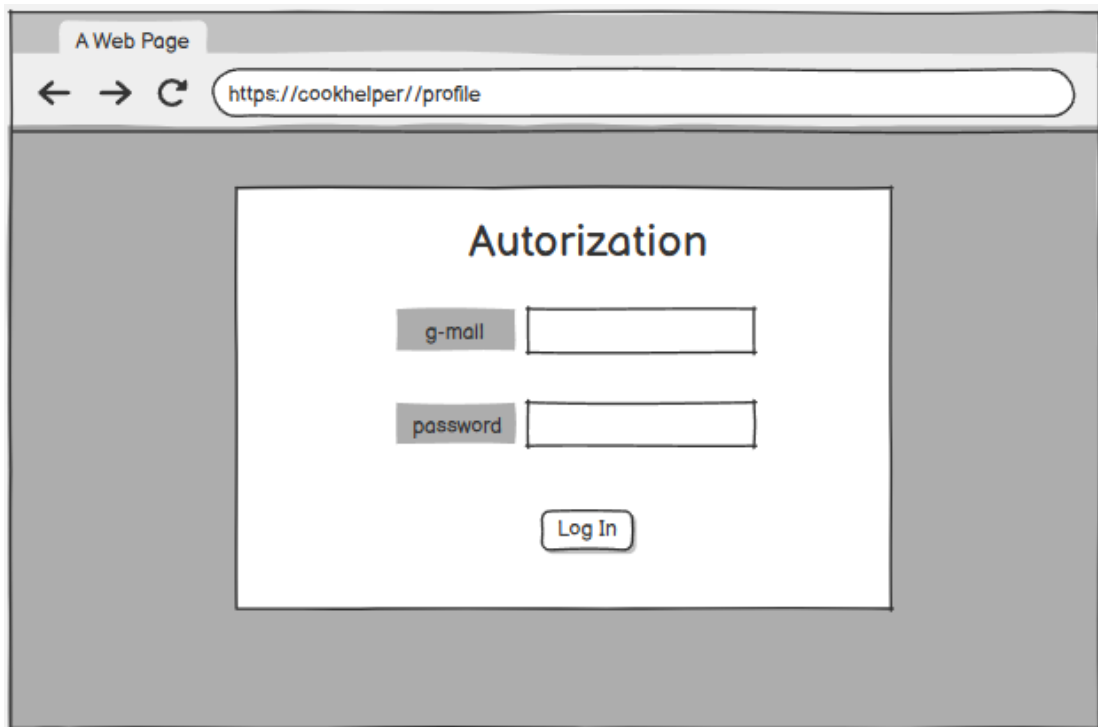 A Web Page
https://cookhelper//profile
Autorization
g-mail
password
Log In